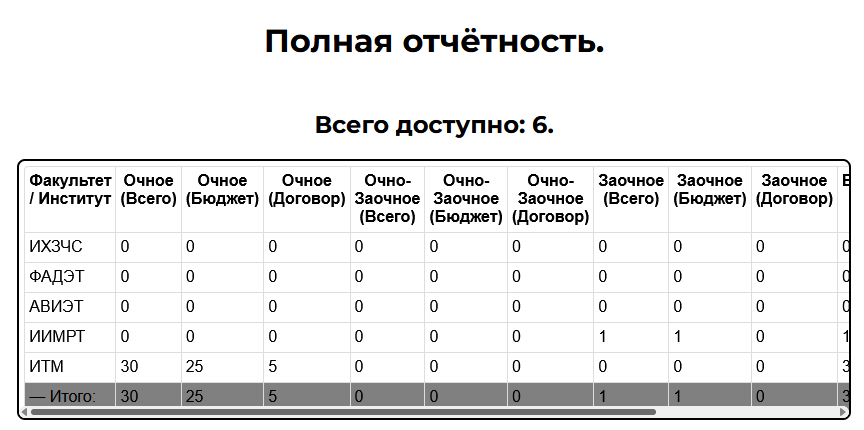 Полная отчётность.
Всего доступно: 6.
Факультет / Институт Очное (Всего) Очное (Бюджет) Очное (Договор) Очно-Заочное (Всего) Очно-Заочное (Бюджет) Очно-Заочное (Договор) Заочное (Всего) Заочное (Бюджет) Заочное (Договор)
ИХЗЧС 0 0 0 0 0 0 0 0 0 0
ФАДЭТ 0 0 0 0 0 0 0 0 0 0
АВИЭТ 0 0 0 0 0 0 0 0 0 0
ИИМРТ 0 0 0 0 0 0 1 1 0 1
ИТМ 30 25 5 0 0 0 0 0 0 3
— Итого: 30 25 5 0 0 0 1 1 0 3